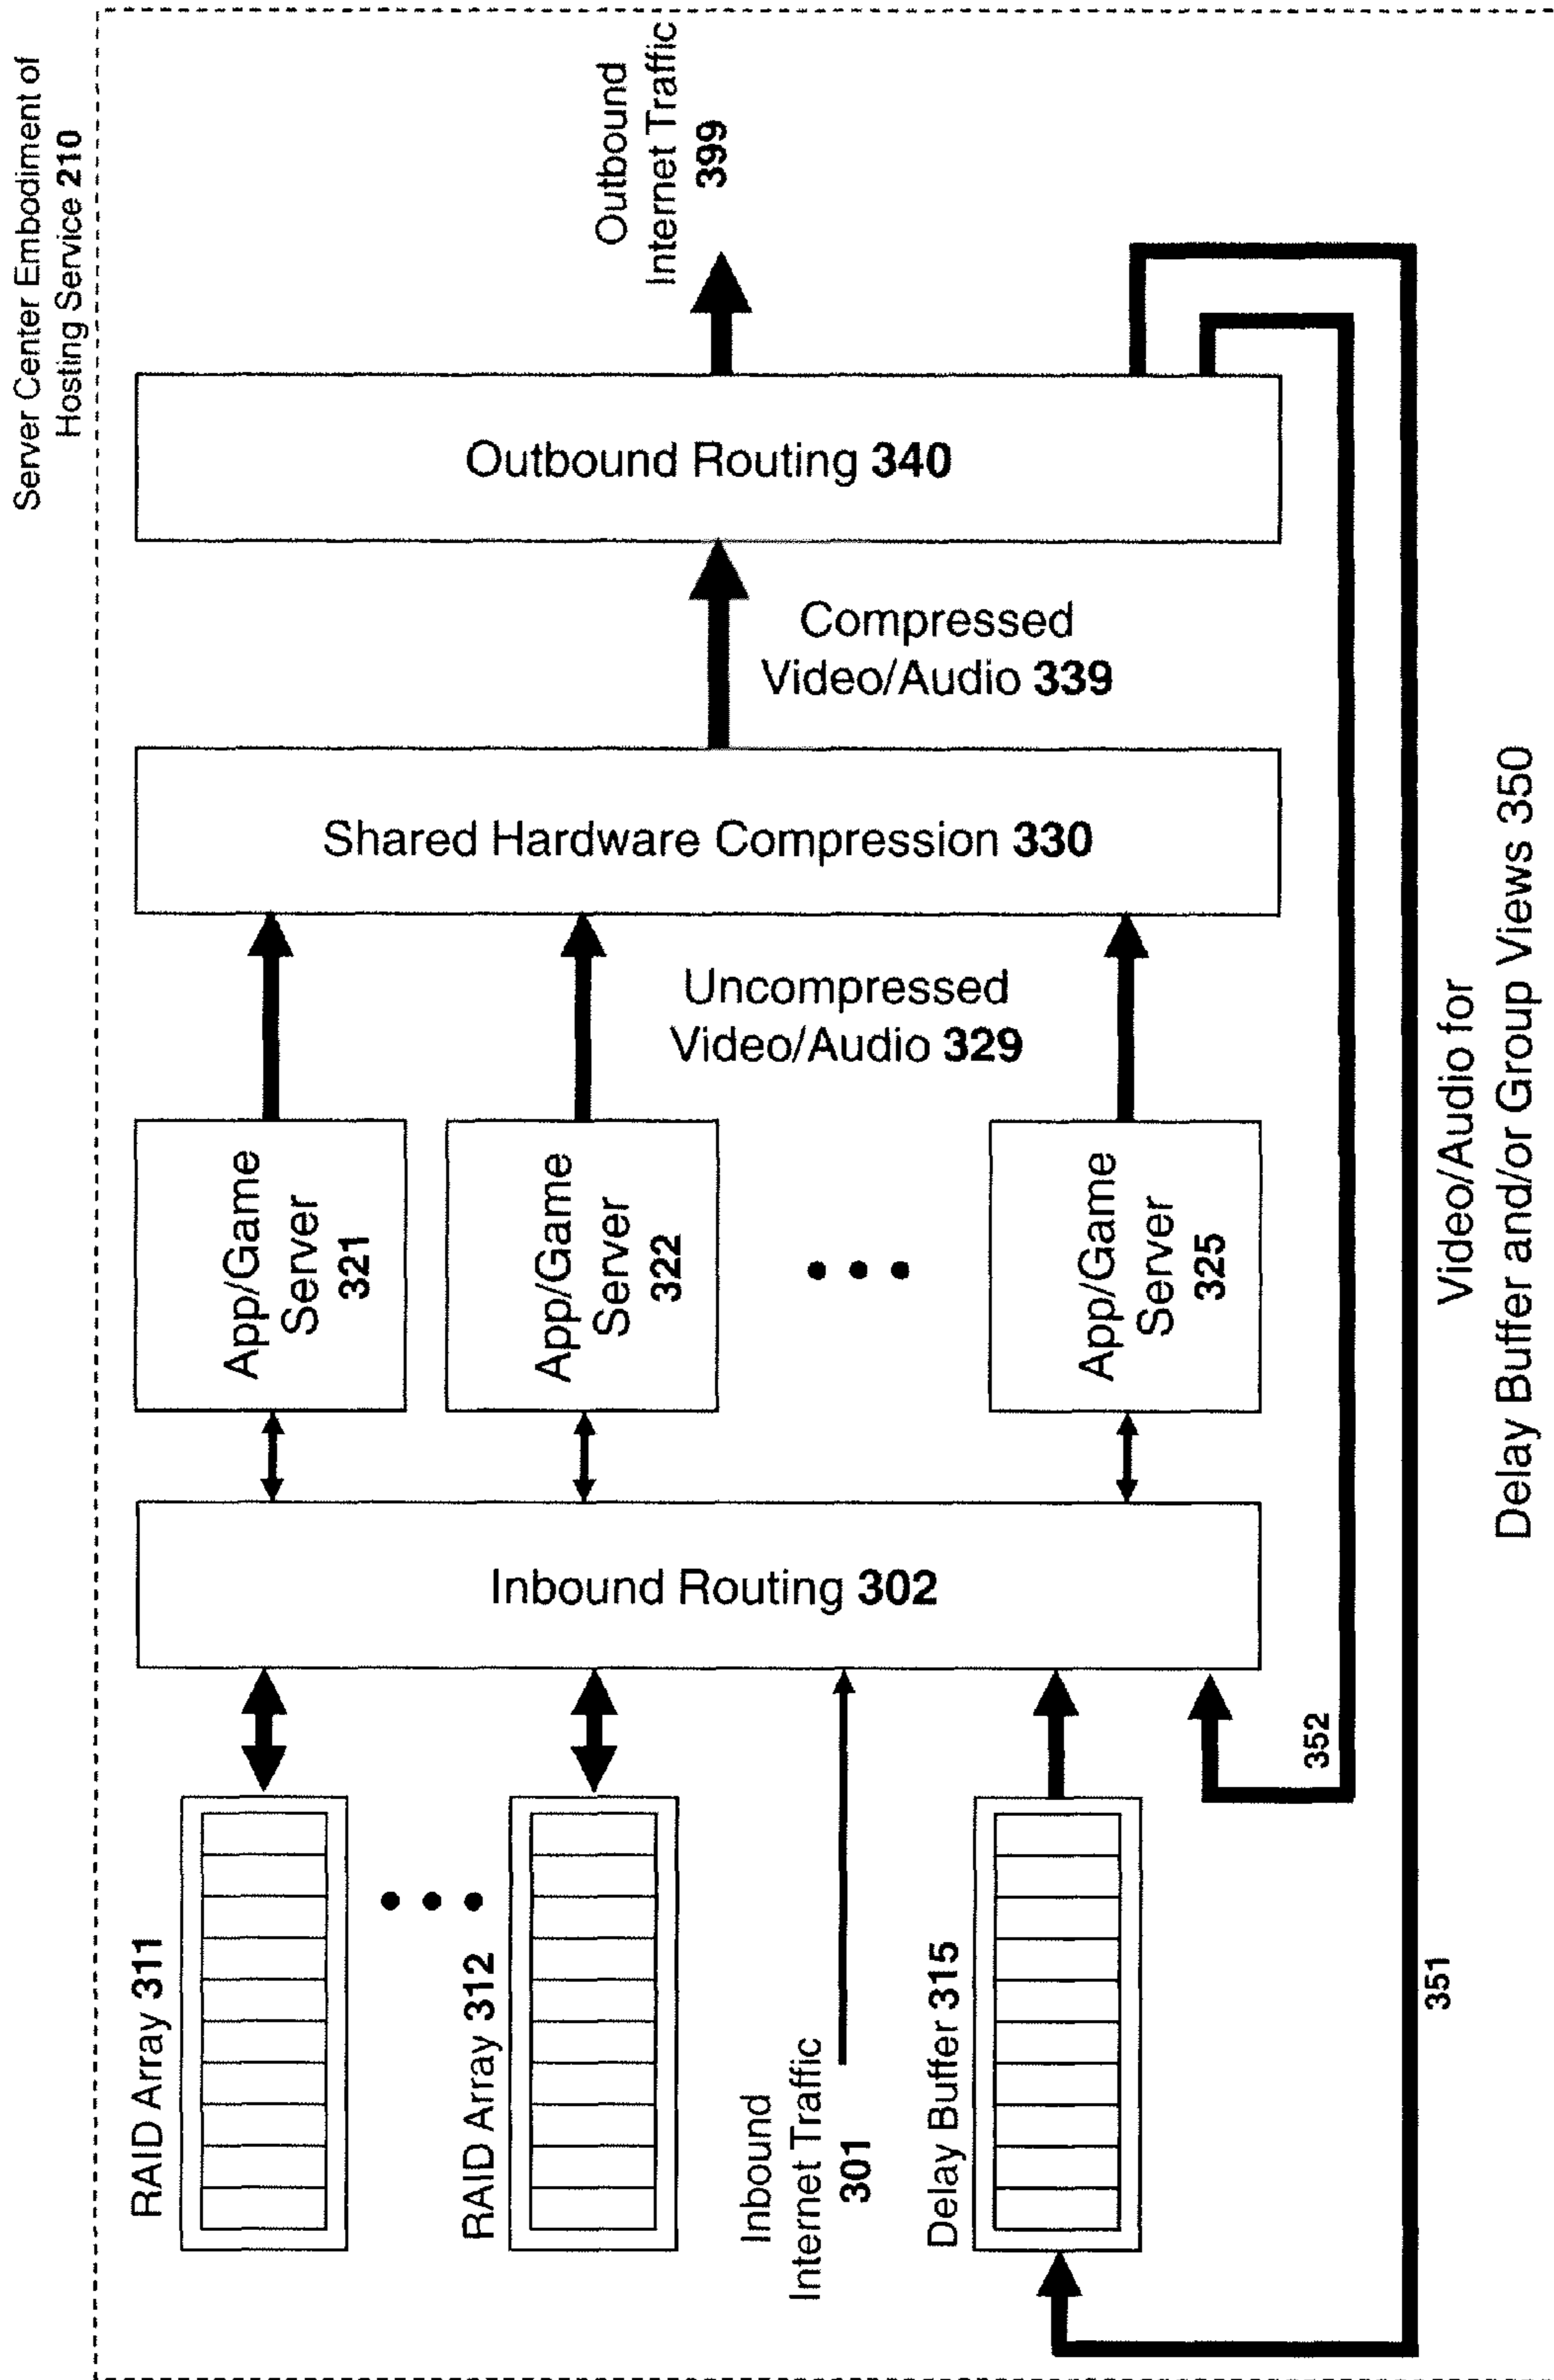 Server Center Embodiment of
Hosting Service 210
RAID Array 311
RAID Array 312
Inbound
Internet Traffic
301
Delay Buffer 315
Inbound Routing 302
App/Game
Server
321
App/Game
Server
322
App/Game
Server
325
Uncompressed
Video/Audio 329
Shared Hardware Compression 330
Compressed
Video/Audio 339
Outbound Routing 340
Outbound
Internet Traffic
399
352
351
Video/Audio for
Delay Buffer and/or Group Views 350